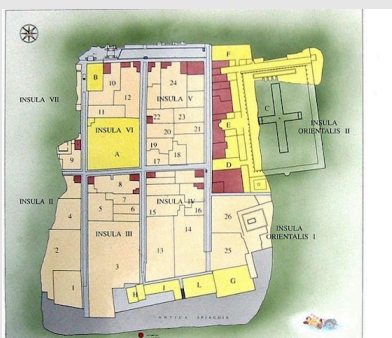 F
B
10
24
INSULA VII
12
INSULA V
C
11
22
23
INSULA VI
20
21
E
INSULA
ORIENTALIS II
A
19
9
17
18
D
INSULA II
8
7
INSULA IV
4
5
6
15
16
26
INSULA
ORIENTALIS I
INSULA III
14
2
13
25
3
1
H
I
L
G
ANTICA SPIAGGIA